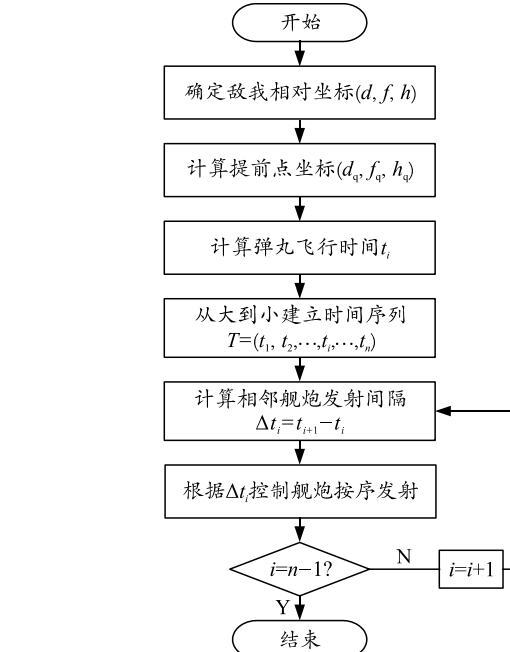 开始
确定敌我相对坐标(d, f, h)
计算提前点坐标(dq, fq, hq)
计算弹丸飞行时间ti
从大到小建立时间序列
T=(t1, t2,…,ti,…,tn)
计算相邻舰炮发射间隔
Δti=ti+1−ti
根据Δti控制舰炮按序发射
i=n−1?
N
i=i+1
Y
结束